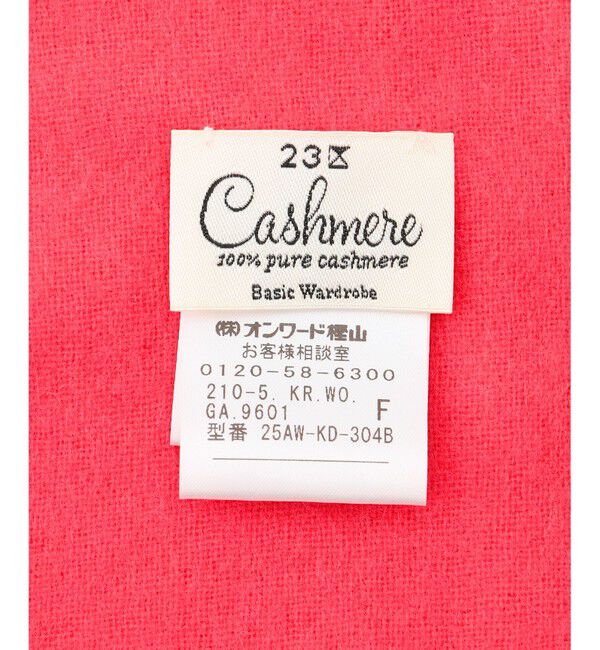 23区
Cashmere
100% pure cashmere
Basic Wardrobe
(株)オンワード樫山
お客様相談室
0120-58-6300
210-5. KR.WO.
GA.9601 F
型番 25AW-KD-304B